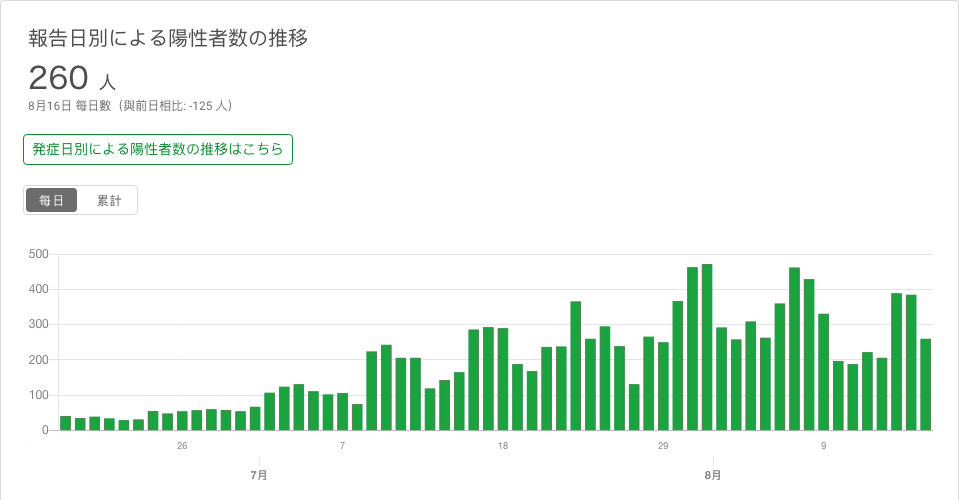 報告日別による陽性者数の推移
260 人
8月16日 每日數（與前日相比: -125 人）
発症日別による陽性者数の推移はこちら
每日 累計
500
400
300
200
100
0
26 7 18 29 9
7月 8月